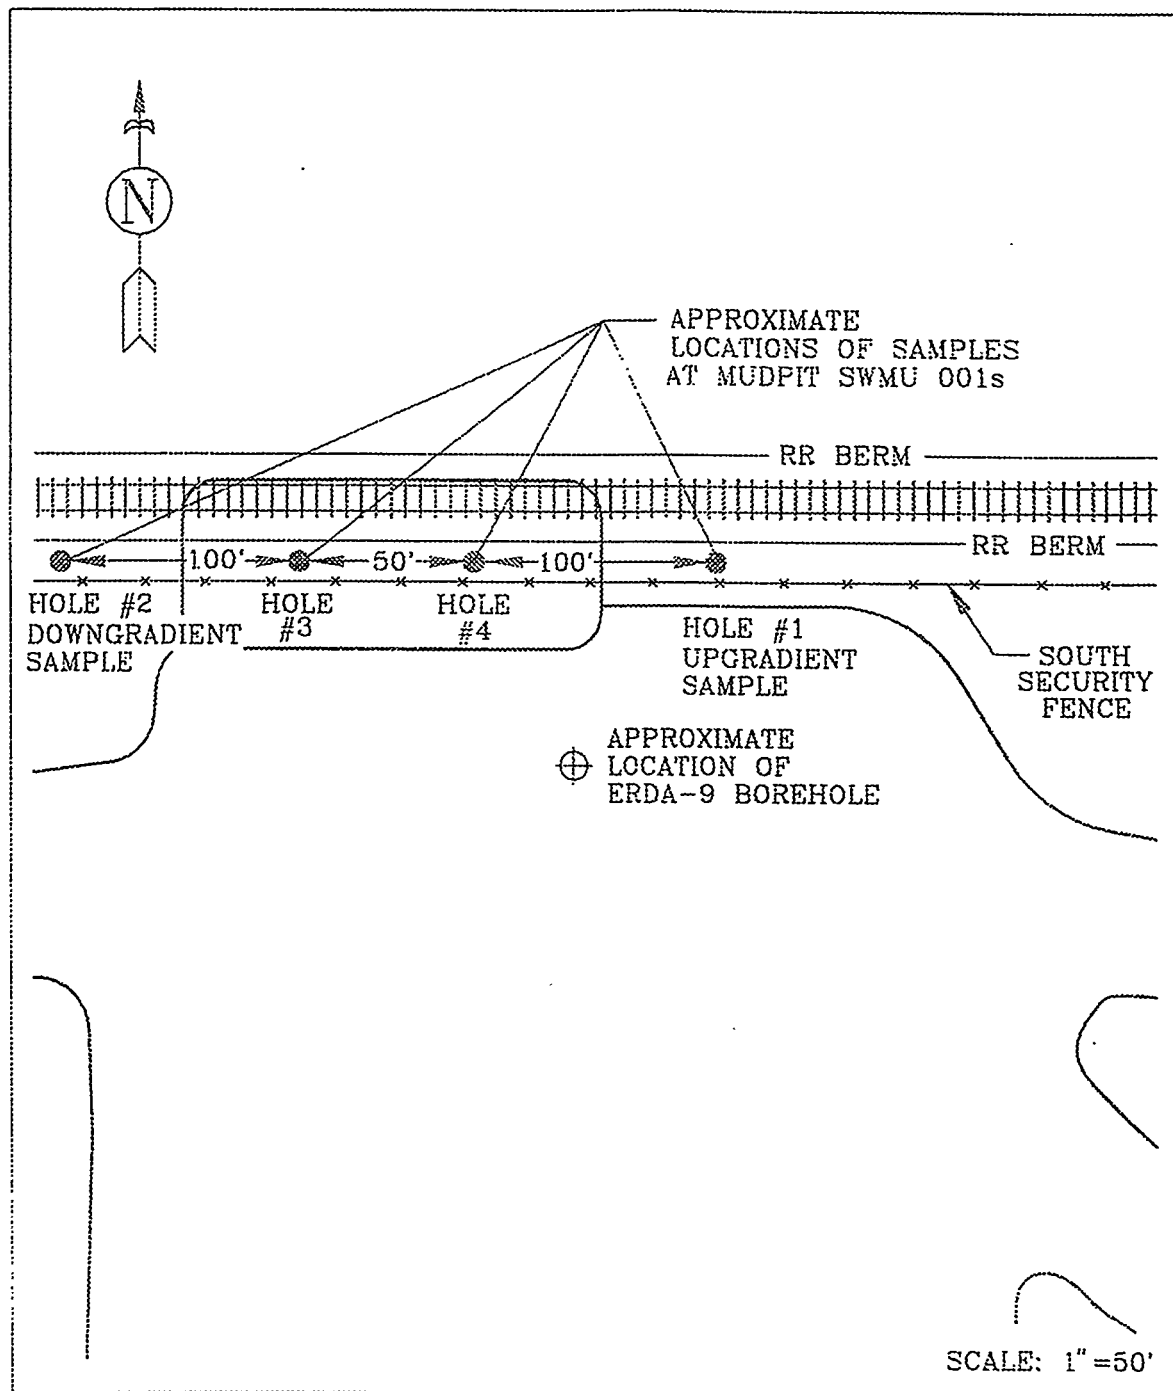 N
APPROXIMATE
LOCATIONS OF SAMPLES
AT MUDPIT SWMU 001s
RR BERM
RR BERM
100'
50'
100'
HOLE #2
DOWNGRADIENT
SAMPLE
HOLE
#3
HOLE
#4
HOLE #1
UPGRADIENT
SAMPLE
SOUTH
SECURITY
FENCE
APPROXIMATE
LOCATION OF
ERDA-9 BOREHOLE
SCALE: 1"=50'